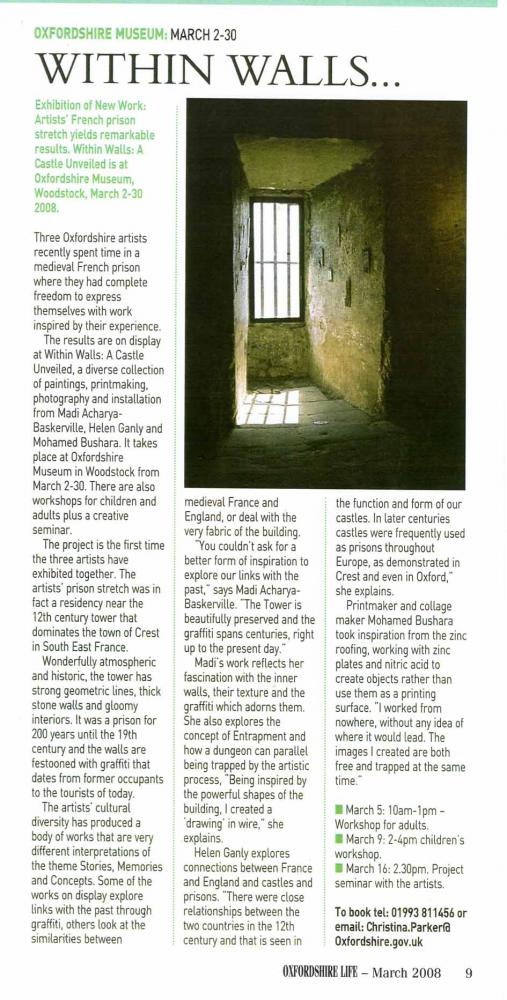 OXFORDSHIRE MUSEUM: MARCH 2-30
WITHIN WALLS...
Exhibition of New Work:
Artists' French prison
stretch yields remarkable
results. Within Walls: A
Castle Unveiled is at
Oxfordshire Museum,
Woodstock, March 2-30
2008.
Three Oxfordshire artists
recently spent time in a
medieval French prison
where they had complete
freedom to express
themselves with work
inspired by their experience.
The results are on display
at Within Walls: A Castle
Unveiled, a diverse collection
of paintings, printmaking,
photography and installation
from Madi Acharya-
Baskerville, Helen Ganly and
Mohamed Bushara. It takes
place at Oxfordshire
Museum in Woodstock from
March 2-30. There are also
workshops for children and
adults plus a creative
seminar.
The project is the first time
the three artists have
exhibited together. The
artists' prison stretch was in
fact a residency near the
12th century tower that
dominates the town of Crest
in South East France.
Wonderfully atmospheric
and historic, the tower has
strong geometric lines, thick
stone walls and gloomy
interiors. It was a prison for
200 years until the 19th
century and the walls are
festooned with graffiti that
dates from former occupants
to the tourists of today.
The artists' cultural
diversity has produced a
body of works that are very
different interpretations of
the theme Stories, Memories
and Concepts. Some of the
works on display explore
links with the past through
graffiti, others look at the
similarities between
medieval France and
England, or deal with the
very fabric of the building.
"You couldn't ask for a
better form of inspiration to
explore our links with the
past," says Madi Acharya-
Baskerville. "The Tower is
beautifully preserved and the
graffiti spans centuries, right
up to the present day."
Madi's work reflects her
fascination with the inner
walls, their texture and the
graffiti which adorns them.
She also explores the
concept of Entrapment and
how a dungeon can parallel
being trapped by the artistic
process, "Being inspired by
the powerful shapes of the
building, I created a
'drawing' in wire," she
explains.
Helen Ganly explores
connections between France
and England and castles and
prisons. "There were close
relationships between the
two countries in the 12th
century and that is seen in
the function and form of our
castles. In later centuries
castles were frequently used
as prisons throughout
Europe, as demonstrated in
Crest and even in Oxford,"
she explains.
Printmaker and collage
maker Mohamed Bushara
took inspiration from the zinc
roofing, working with zinc
plates and nitric acid to
create objects rather than
use them as a printing
surface. "I worked from
nowhere, without any idea of
where it would lead. The
images I created are both
free and trapped at the same
time."
March 5: 10am-1pm –
Workshop for adults.
March 9: 2-4pm children's
workshop.
March 16: 2.30pm. Project
seminar with the artists.
To book tel: 01993 811456 or
email: Christina.Parker@
Oxfordshire.gov.uk
OXFORDSHIRE LIFE – March 2008 9